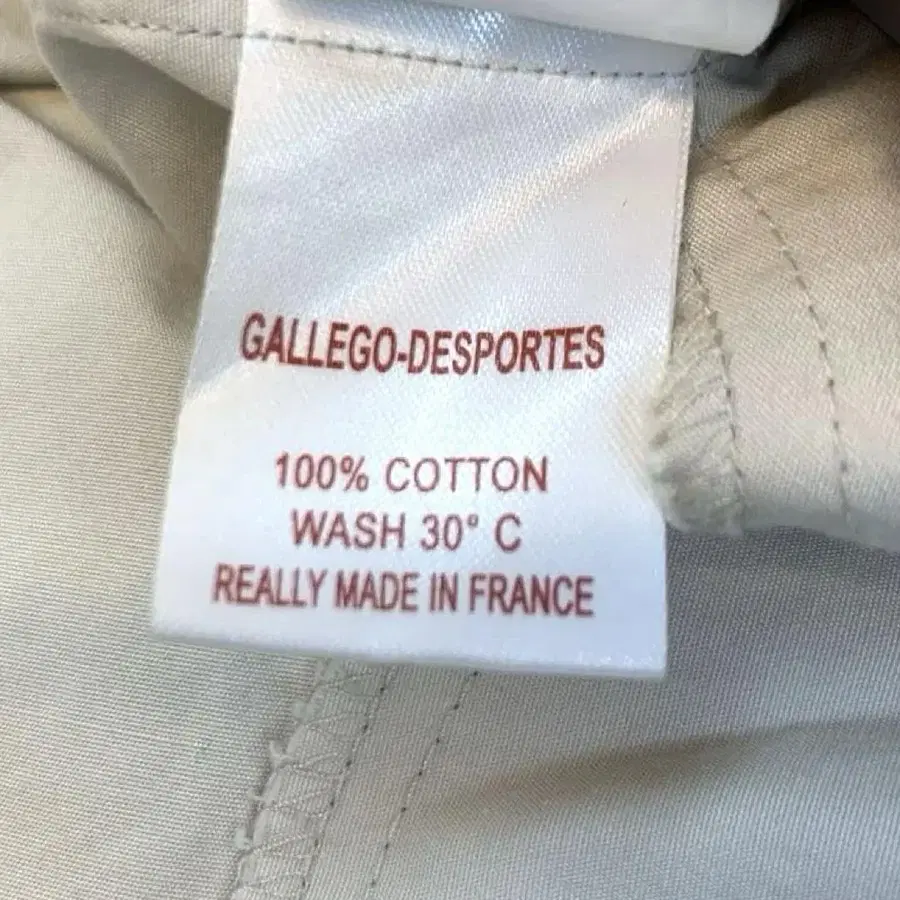 GALLEGO-DESPORTES
100% COTTON
WASH 30° C
REALLY MADE IN FRANCE